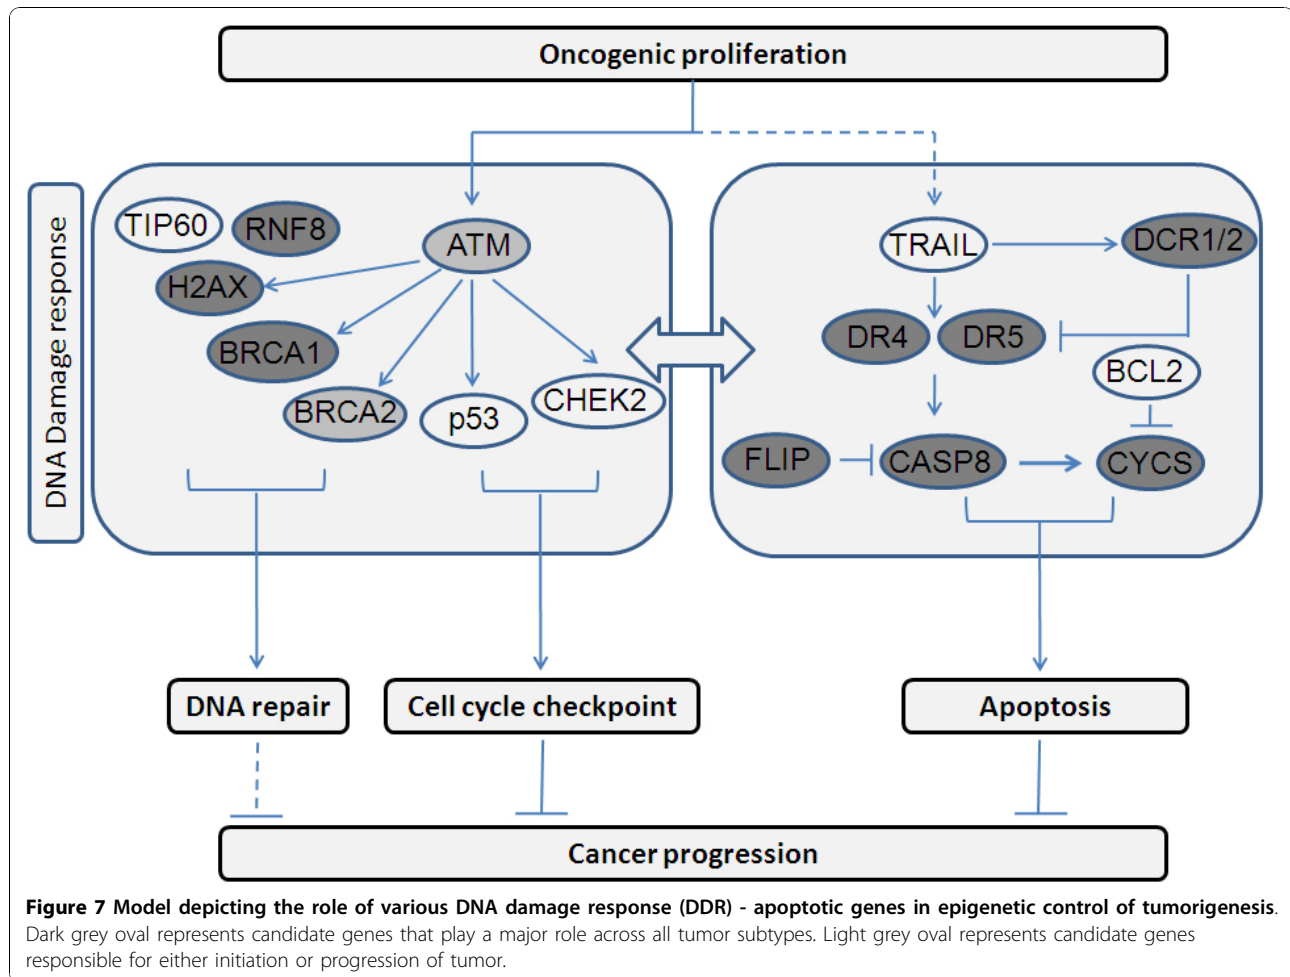 Oncogenic proliferation
DNA Damage response
TIP60
RNF8
ATM
H2AX
BRCA1
BRCA2
p53
CHEK2
TRAIL
DCR1/2
DR4
DR5
BCL2
FLIP
CASP8
CYCS
DNA repair
Cell cycle checkpoint
Apoptosis
Cancer progression
Figure 7 Model depicting the role of various DNA damage response (DDR) - apoptotic genes in epigenetic control of tumorigenesis.
Dark grey oval represents candidate genes that play a major role across all tumor subtypes. Light grey oval represents candidate genes
responsible for either initiation or progression of tumor.